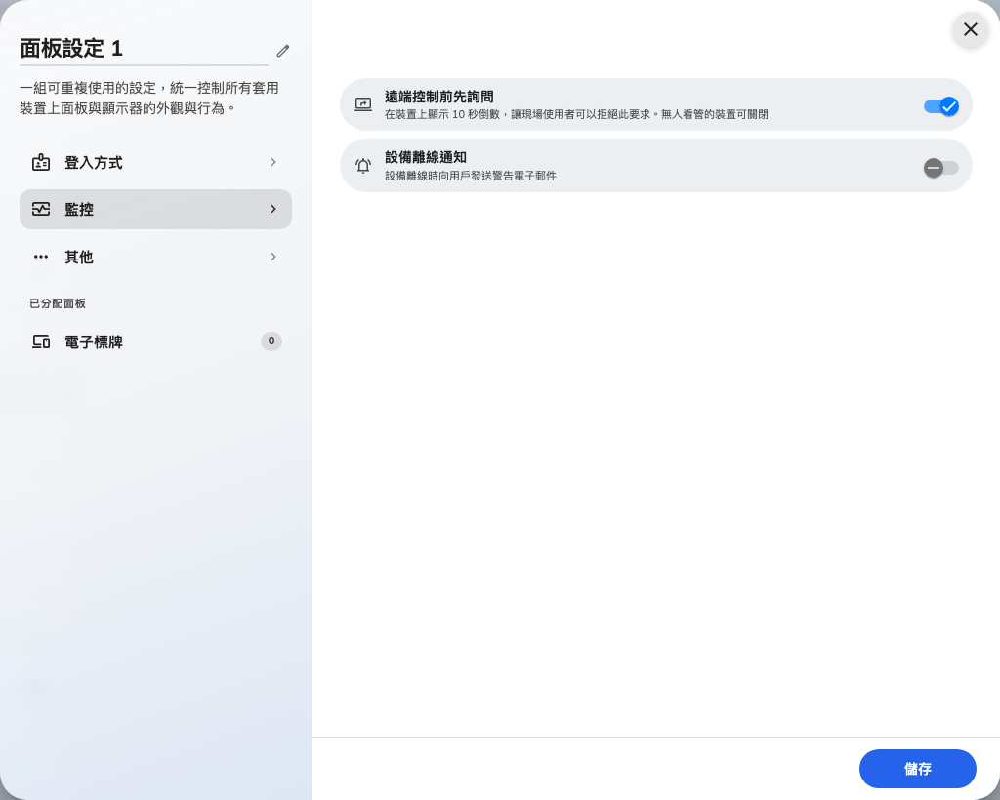 面板設定 1
一組可重複使用的設定，統一控制所有套用
裝置上面板與顯示器的外觀與行為。
登入方式
監控
其他
已分配面板
電子標牌
0
遠端控制前先詢問
在裝置上顯示 10 秒倒數，讓現場使用者可以拒絕此要求。無人看管的裝置可關閉
設備離線通知
設備離線時向用戶發送警告電子郵件
儲存